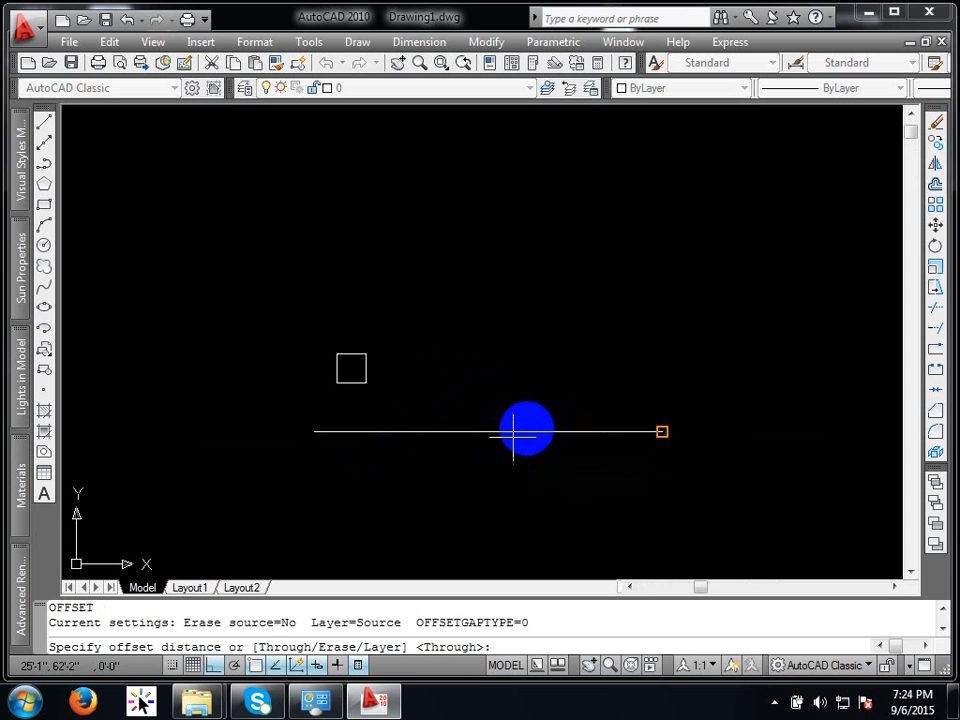 AutoCAD 2010 Drawing1.dwg Type a keyword or phrase
File Edit View Insert Format Tools Draw Dimension Modify Parametric Window Help Express
Standard Standard
AutoCAD Classic 0 ByLayer ByLayer
Visual Styles M...
Sun Properties
Lights in Model
Materials
Advanced Ren...
A
Y
X
Model Layout1 Layout2
OFFSET
Current settings: Erase source=No Layer=Source OFFSETGAPTYPE=0
Specify offset distance or [Through/Erase/Layer] <Through>:
25'-1", 62'-2" , 0'-0" MODEL 1:1 AutoCAD Classic
7:24 PM
9/6/2015